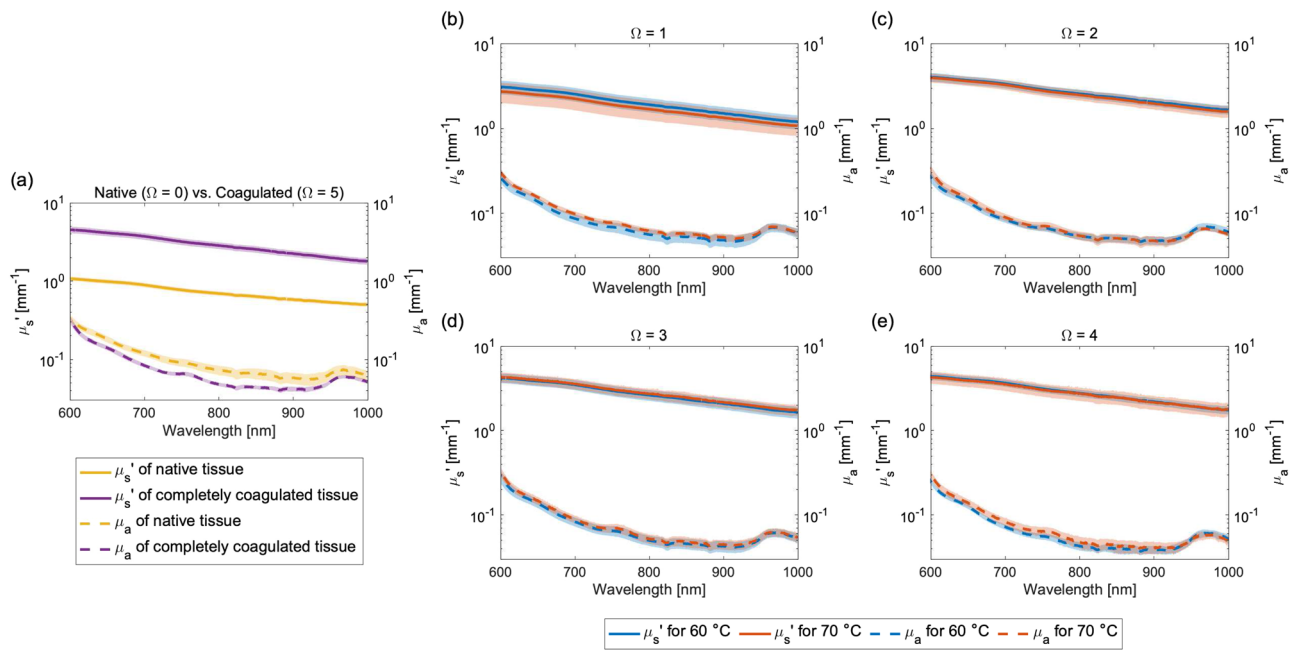 (a)
Native (Ω = 0) vs. Coagulated (Ω = 5)
10¹
10⁰
10⁻¹
μₛ' [mm⁻¹]
10¹
10⁰
10⁻¹
μₐ [mm⁻¹]
600 700 800 900 1000
Wavelength [nm]
μₛ' of native tissue
μₛ' of completely coagulated tissue
μₐ of native tissue
μₐ of completely coagulated tissue
(b)
Ω = 1
10¹
10⁰
10⁻¹
μₛ' [mm⁻¹]
10¹
10⁰
10⁻¹
μₐ [mm⁻¹]
600 700 800 900 1000
Wavelength [nm]
(c)
Ω = 2
10¹
10⁰
10⁻¹
μₛ' [mm⁻¹]
10¹
10⁰
10⁻¹
μₐ [mm⁻¹]
600 700 800 900 1000
Wavelength [nm]
(d)
Ω = 3
10¹
10⁰
10⁻¹
μₛ' [mm⁻¹]
10¹
10⁰
10⁻¹
μₐ [mm⁻¹]
600 700 800 900 1000
Wavelength [nm]
(e)
Ω = 4
10¹
10⁰
10⁻¹
μₛ' [mm⁻¹]
10¹
10⁰
10⁻¹
μₐ [mm⁻¹]
600 700 800 900 1000
Wavelength [nm]
μₛ' for 60 °C μₛ' for 70 °C μₐ for 60 °C μₐ for 70 °C